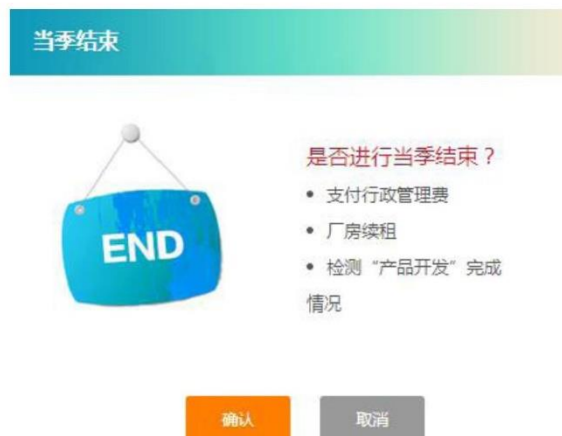 当季结束
END
是否进行当季结束？
• 支付行政管理费
• 厂房续租
• 检测“产品开发”完成
情况
确认
取消